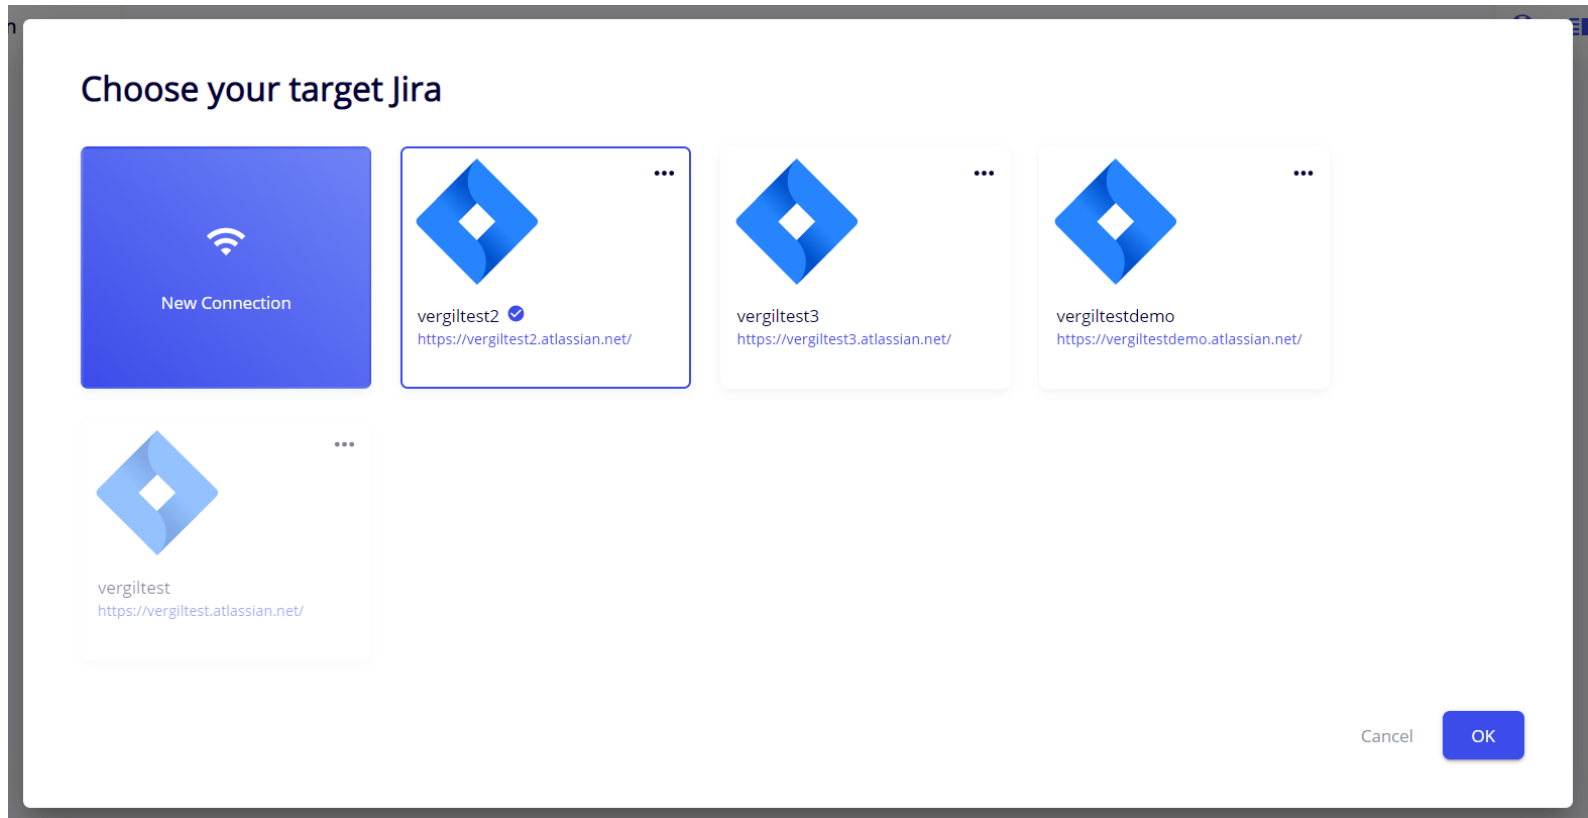 Choose your target Jira
New Connection
vergiltest2
https://vergiltest2.atlassian.net/
vergiltest3
https://vergiltest3.atlassian.net/
vergiltestdemo
https://vergiltestdemo.atlassian.net/
vergiltest
https://vergiltest.atlassian.net/
Cancel
OK